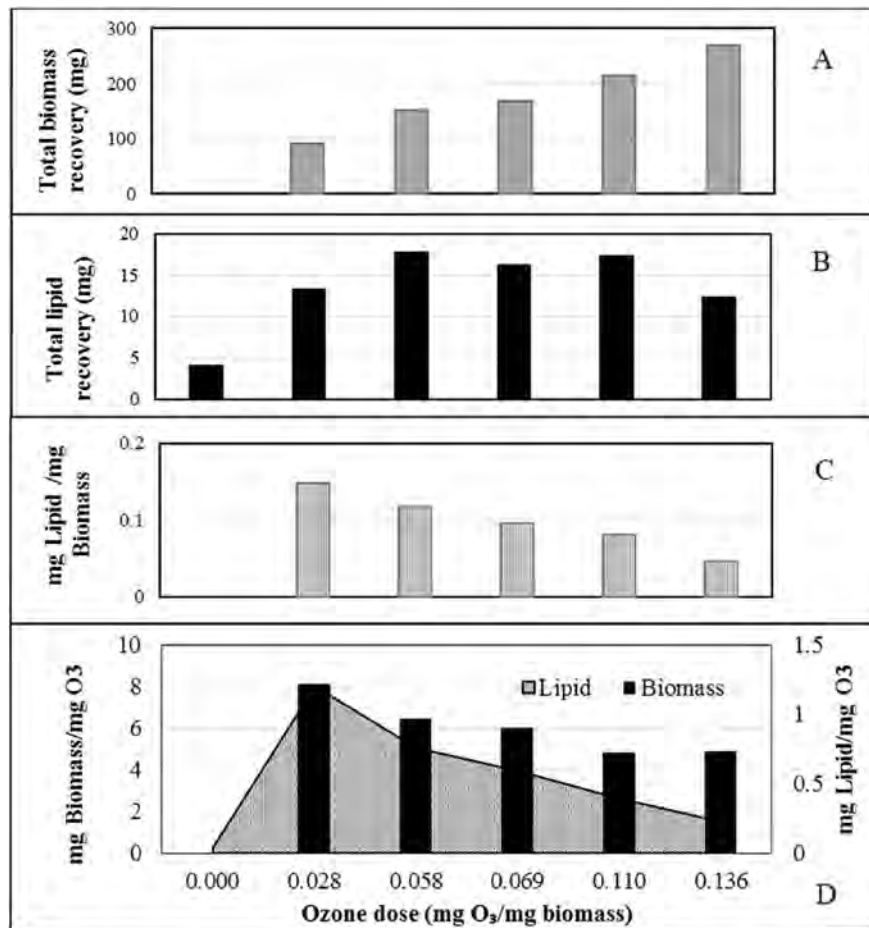 Total biomass
recovery (mg)
300
200
100
0
A
Total lipid
recovery (mg)
20
15
10
5
0
B
mg Lipid /mg
Biomass
0.2
0.1
0
C
mg Biomass/mg O3
10
8
6
4
2
0
Lipid Biomass
1.5
1
0.5
0
mg Lipid/mg O3
0.000 0.028 0.058 0.069 0.110 0.136
Ozone dose (mg O₃/mg biomass)
D